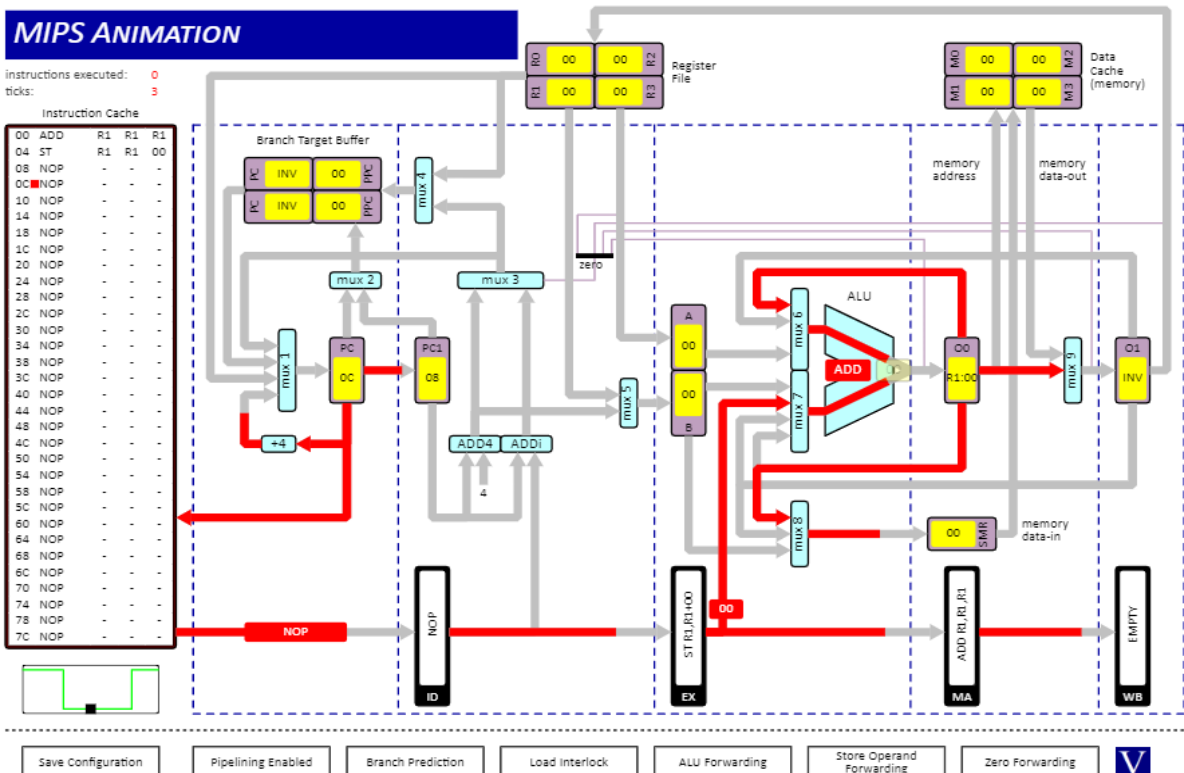 MIPS ANIMATION
instructions executed: 0
ticks: 3
Instruction Cache
00 ADD R1 R1 R1
04 ST R1 R1 00
08 NOP - - -
0C NOP - - -
10 NOP - - -
14 NOP - - -
18 NOP - - -
1C NOP - - -
20 NOP - - -
24 NOP - - -
28 NOP - - -
2C NOP - - -
30 NOP - - -
34 NOP - - -
38 NOP - - -
3C NOP - - -
40 NOP - - -
44 NOP - - -
48 NOP - - -
4C NOP - - -
50 NOP - - -
54 NOP - - -
58 NOP - - -
5C NOP - - -
60 NOP - - -
64 NOP - - -
68 NOP - - -
6C NOP - - -
70 NOP - - -
74 NOP - - -
78 NOP - - -
7C NOP - - -
R0 00 00 R2
R1 00 00 R3
Register
File
M0 00 00 M2
M1 00 00 M3
Data
Cache
(memory)
Branch Target Buffer
PC INV 00 PPC
PC INV 00 PPC
mux 4
memory
address
memory
data-out
zero
mux 2
mux 3
mux 1
PC
0C
PC1
08
+4
ADD4
ADDi
4
mux 5
A
00
00
B
mux 6
ALU
ADD
mux 7
O0
R1:00
mux 9
O1
INV
mux 8
00 SMR
memory
data-in
NOP
NOP
ID
ST R1,R1+00
EX
00
ADD R1,R1,R1
MA
EMPTY
WB
Save Configuration
Pipelining Enabled
Branch Prediction
Load Interlock
ALU Forwarding
Store Operand
Forwarding
Zero Forwarding
V